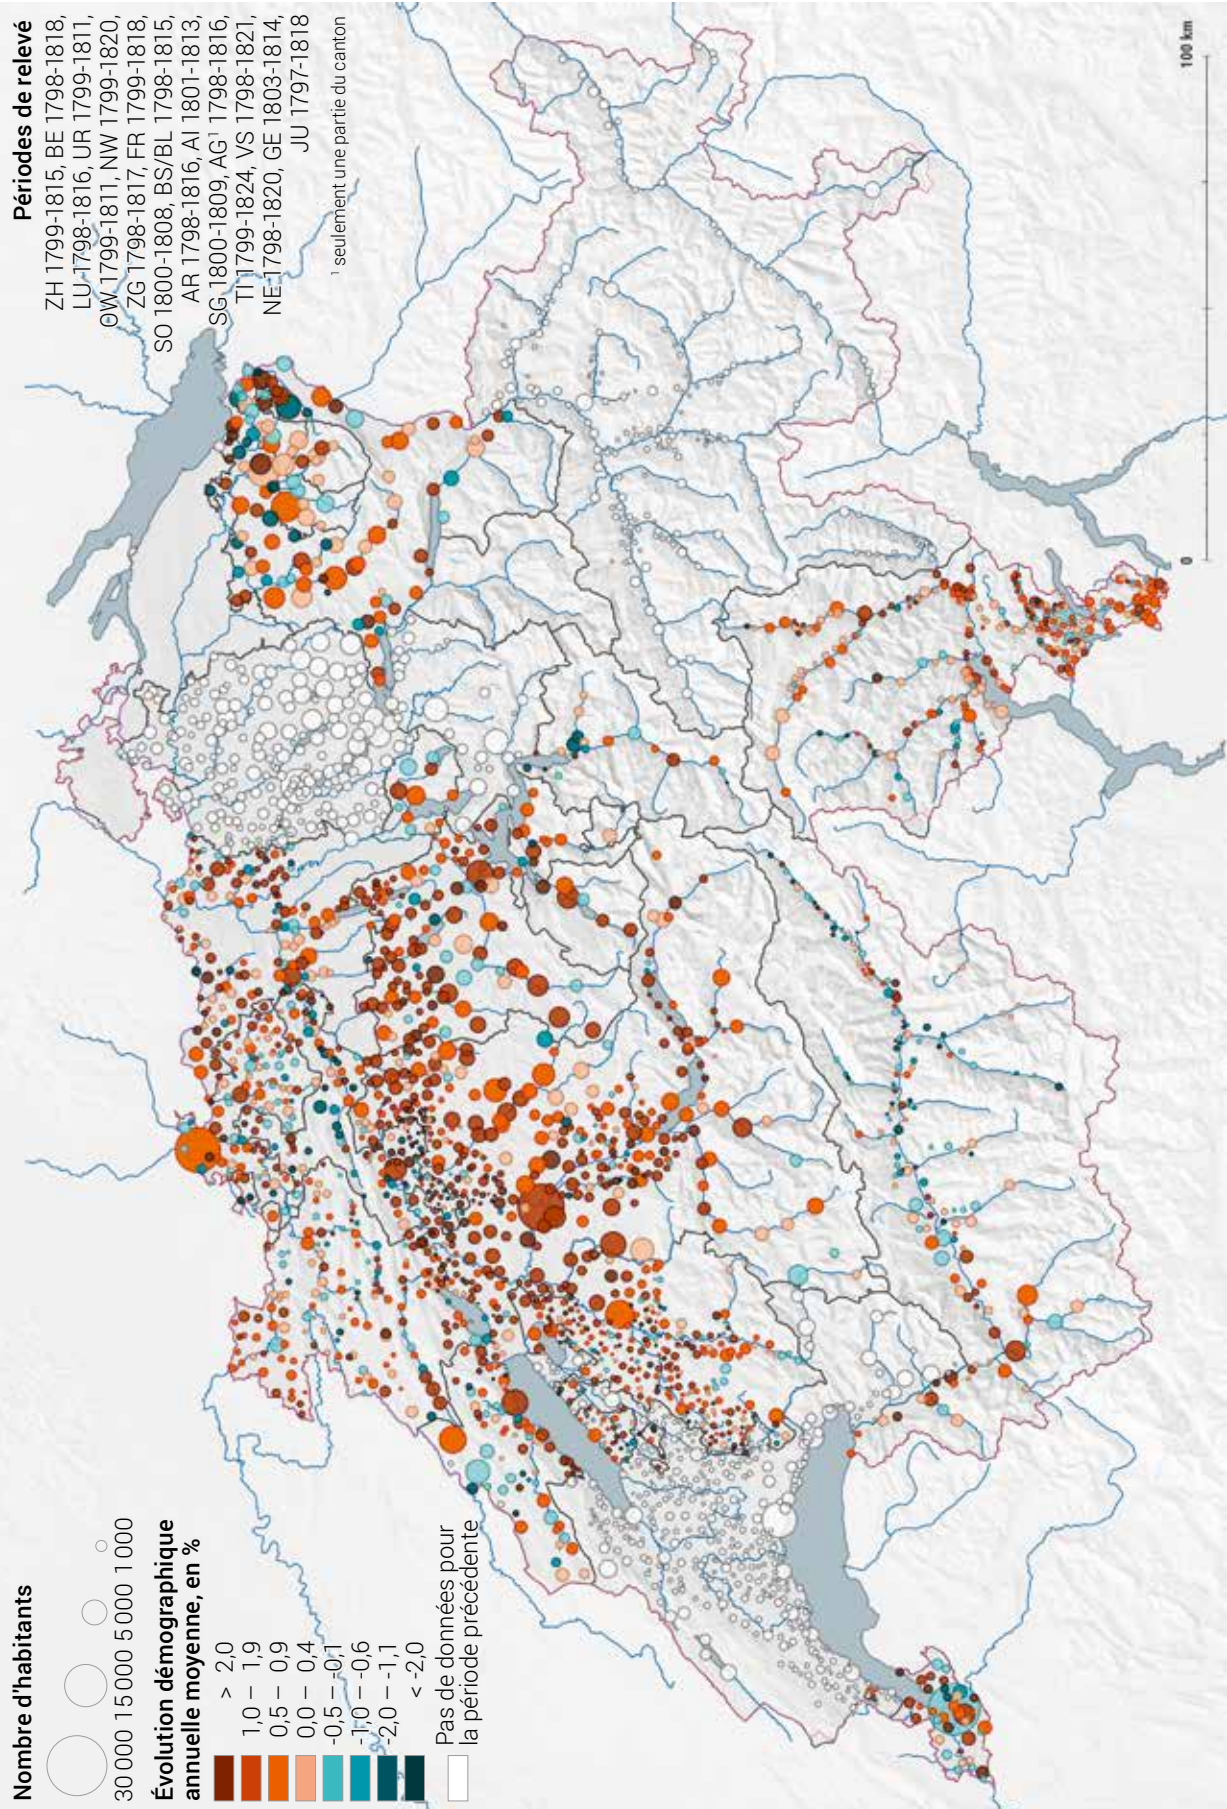 Nombre d'habitants
30 000 15 000 5 000 1 000
Évolution démographique
annuelle moyenne, en %
> 2,0
1,0 – 1,9
0,5 – 0,9
0,0 – 0,4
-0,5 – -0,1
-1,0 – -0,6
-2,0 – -1,1
< -2,0
Pas de données pour
la période précédente
Périodes de relevé
ZH 1799-1815, BE 1798-1818,
LU 1798-1816, UR 1799-1811,
OW 1799-1811, NW 1799-1820,
ZG 1798-1817, FR 1799-1818,
SO 1800-1808, BS/BL 1798-1815,
AR 1798-1816, AI 1801-1813,
SG 1800-1809, AG¹ 1798-1816,
TI 1799-1824, VS 1798-1821,
NE 1798-1820, GE 1803-1814,
JU 1797-1818
¹ seulement une partie du canton
0 100 km